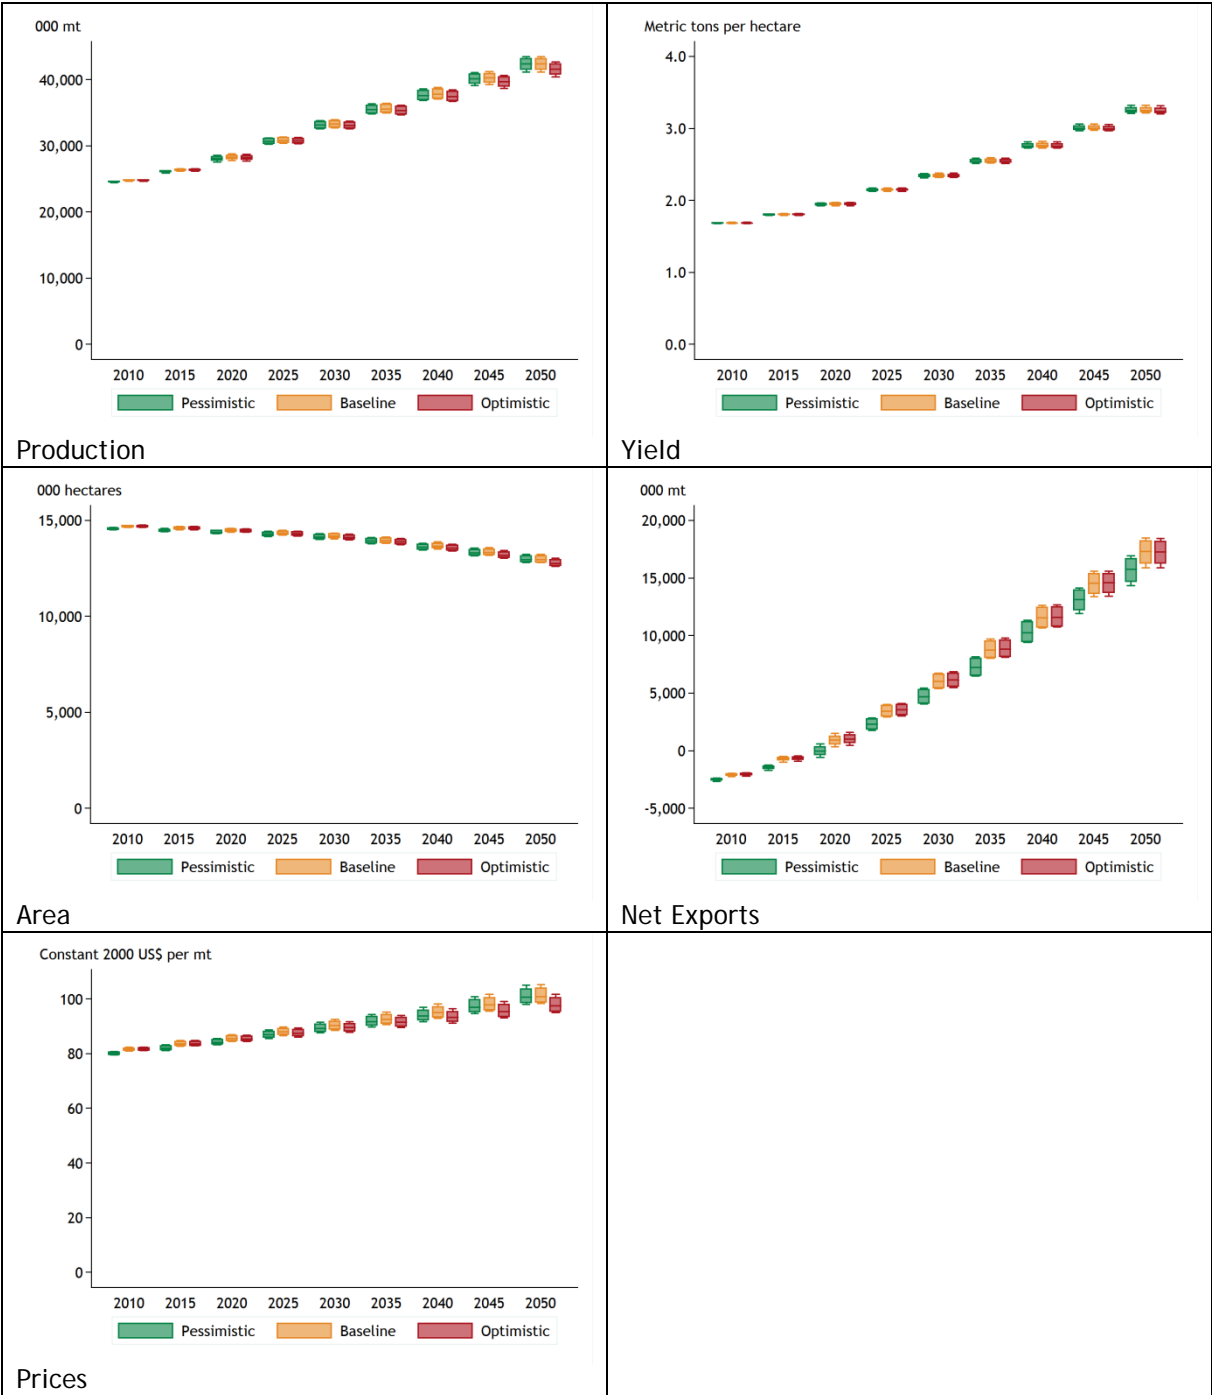 000 mt
40,000
30,000
20,000
10,000
0
2010 2015 2020 2025 2030 2035 2040 2045 2050
Pessimistic Baseline Optimistic
Production
Metric tons per hectare
4.0
3.0
2.0
1.0
0.0
2010 2015 2020 2025 2030 2035 2040 2045 2050
Pessimistic Baseline Optimistic
Yield
000 hectares
15,000
10,000
5,000
0
2010 2015 2020 2025 2030 2035 2040 2045 2050
Pessimistic Baseline Optimistic
Area
000 mt
20,000
15,000
10,000
5,000
0
-5,000
2010 2015 2020 2025 2030 2035 2040 2045 2050
Pessimistic Baseline Optimistic
Net Exports
Constant 2000 US$ per mt
100
80
60
40
20
0
2010 2015 2020 2025 2030 2035 2040 2045 2050
Pessimistic Baseline Optimistic
Prices